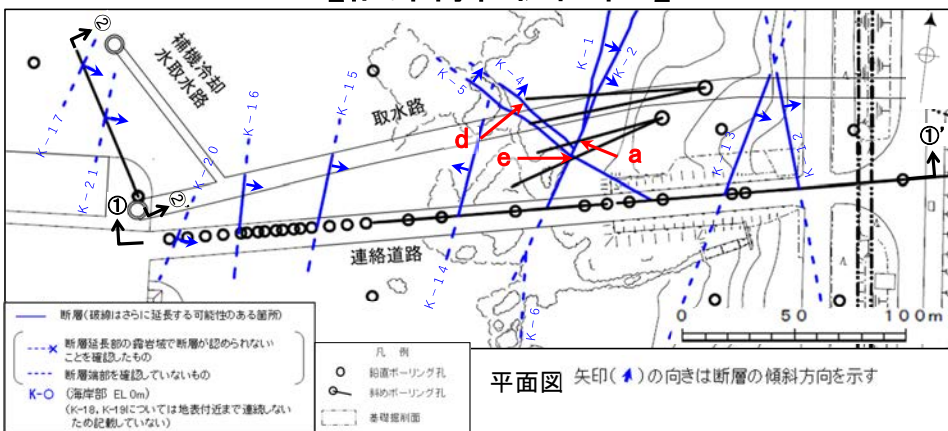 K-1
K-2
K-4
K-5
K-15
K-16
K-17
K-20
K-21
K-13
K-12
K-14
K-6
②
②'
①
①'
補機冷却
水取水路
取水路
連絡道路
d
e
a
0
50
100m
断層(破線はさらに延長する可能性のある箇所)
断層延長部の露岩域で断層が認められない
ことを確認したもの
断層端部を確認していないもの
K-○ (海岸部 EL 0m)
(K-18、K-19については地表付近まで連続しない
ため記載していない)
凡例
鉛直ボーリング孔
斜めボーリング孔
基礎掘削面
平面図 矢印( )の向きは断層の傾斜方向を示す